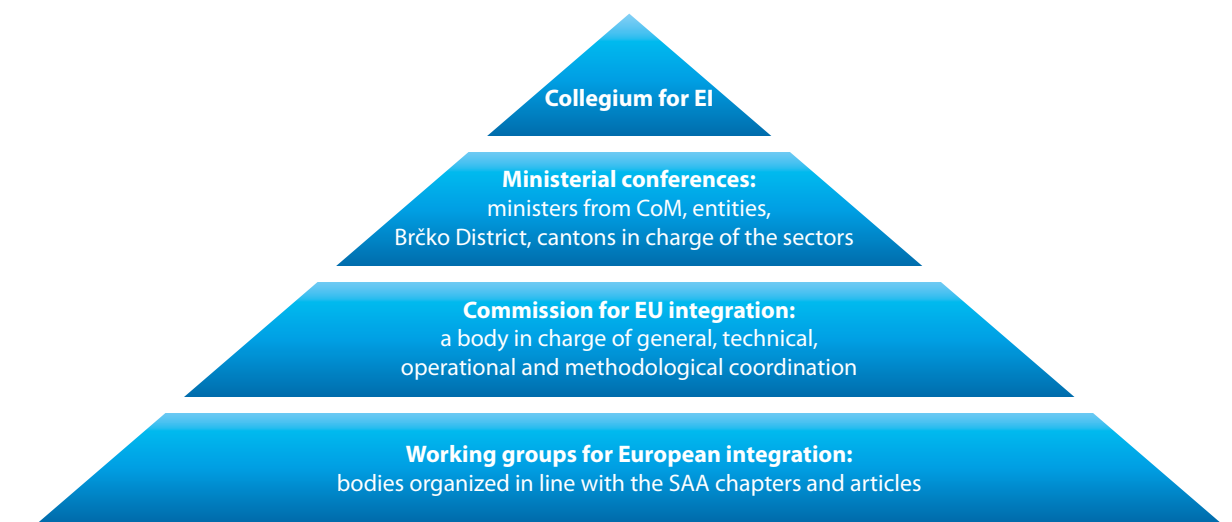 Collegium for EI
Ministerial conferences:
ministers from CoM, entities,
Brčko District, cantons in charge of the sectors
Commission for EU integration:
a body in charge of general, technical,
operational and methodological coordination
Working groups for European integration:
bodies organized in line with the SAA chapters and articles